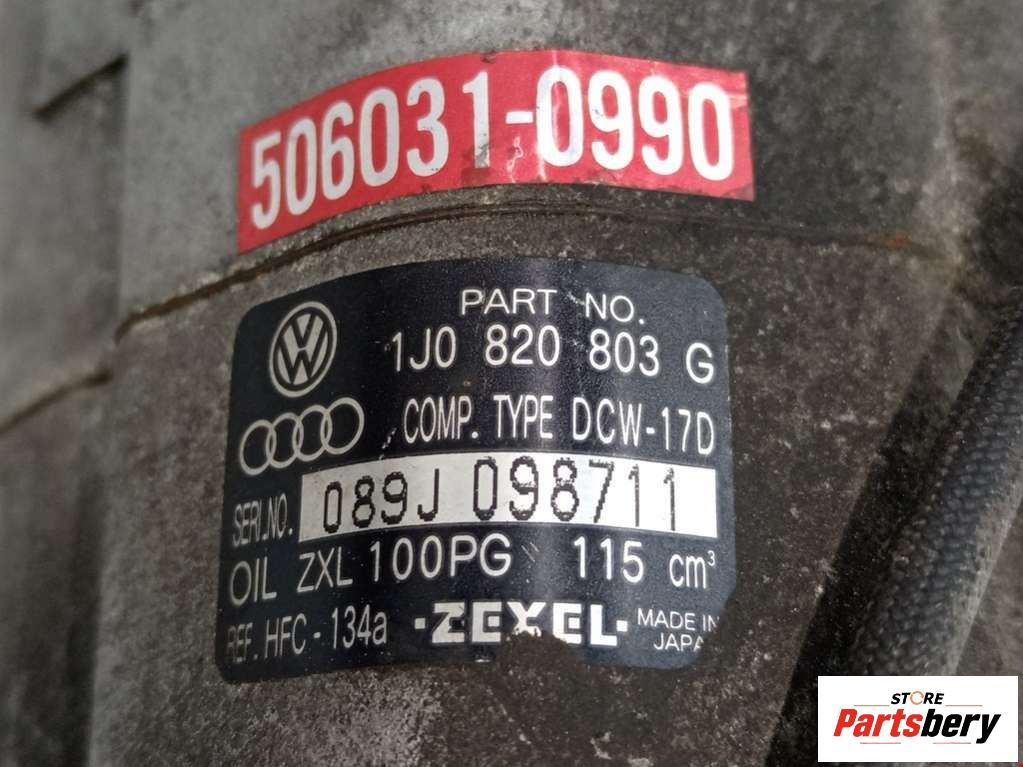 506031-0990
PART NO.
1J0 820 803 G
COMP. TYPE DCW-17D
SERI.NO. 089J 098711
OIL ZXL 100PG 115 cm³
REF. HFC-134a ·ZEXEL· MADE IN
JAPA
STORE
Partsbery